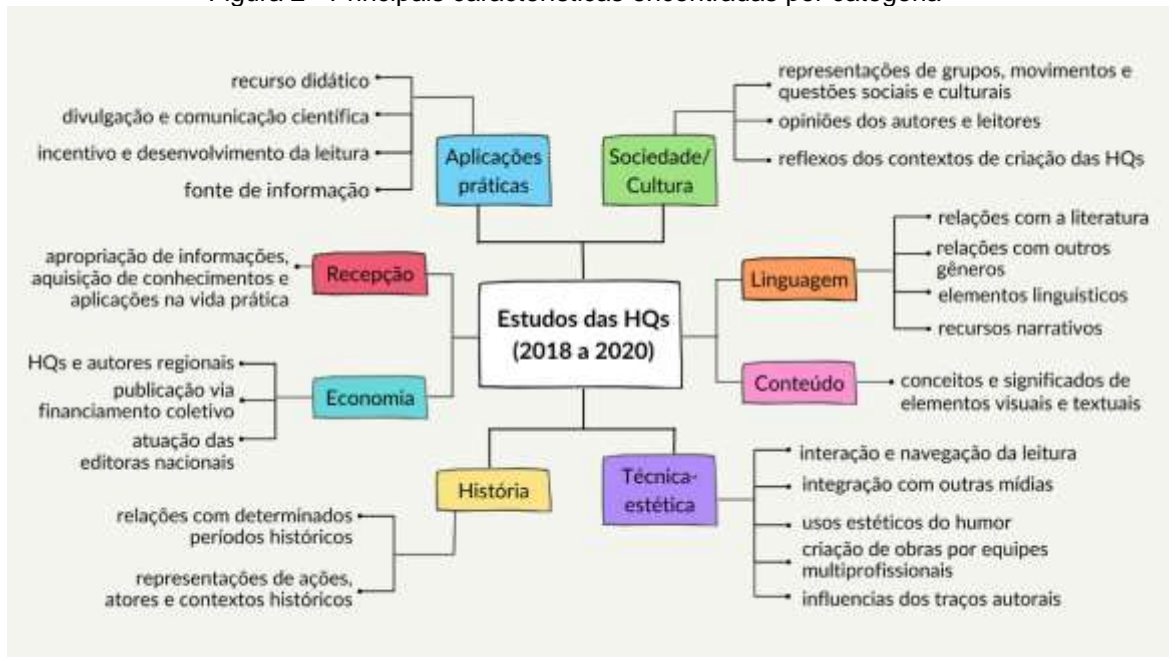 Figura 2 - Principais características encontradas por categoria
recurso didático
divulgação e comunicação científica
incentivo e desenvolvimento da leitura
fonte de informação
Aplicações
práticas
Sociedade/
Cultura
representações de grupos, movimentos e
questões sociais e culturais
opiniões dos autores e leitores
reflexos dos contextos de criação das HQs
apropriação de informações,
aquisição de conhecimentos e
aplicações na vida prática
Recepção
Linguagem
relações com a literatura
relações com outros
gêneros
elementos linguísticos
recursos narrativos
Estudos das HQs
(2018 a 2020)
HQs e autores regionais
publicação via
financiamento coletivo
atuação das
editoras nacionais
Economia
Conteúdo
conceitos e significados de
elementos visuais e textuais
História
relações com determinados
períodos históricos
representações de ações,
atores e contextos históricos
Técnica-
estética
interação e navegação da leitura
integração com outras mídias
usos estéticos do humor
criação de obras por equipes
multiprofissionais
influencias dos traços autorais